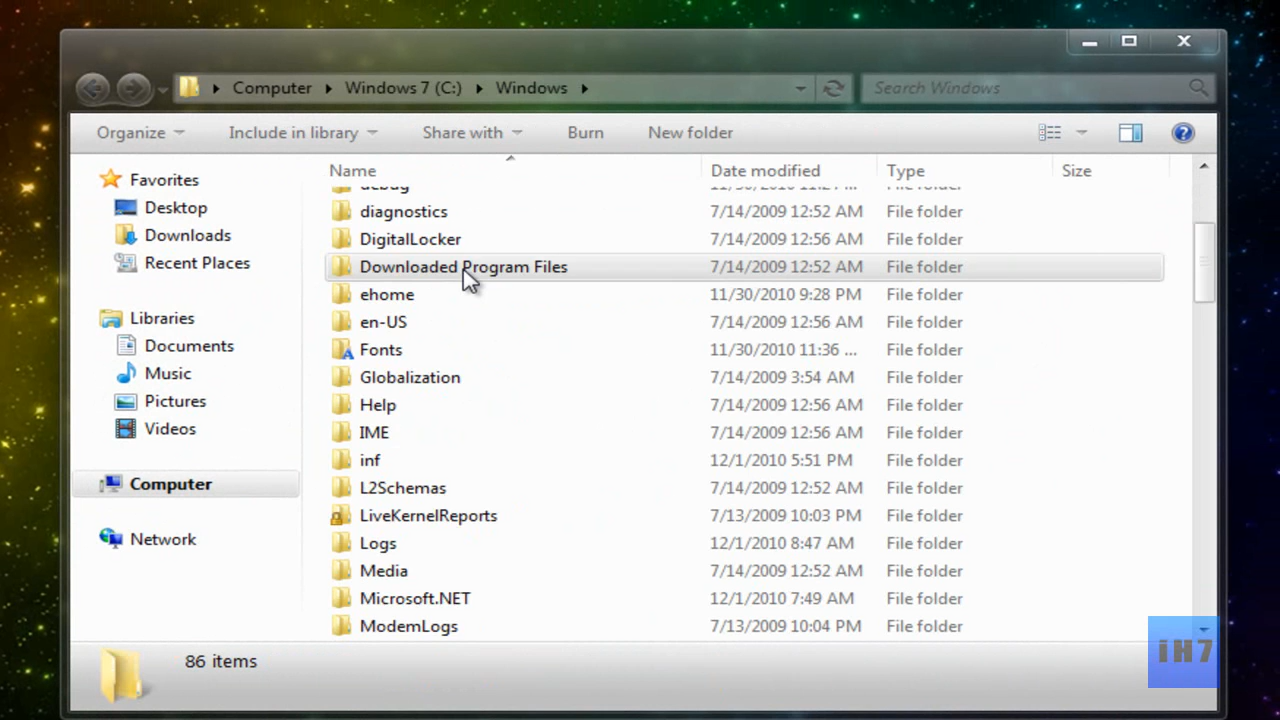 Computer Windows 7 (C:) Windows Search Windows
Organize Include in library Share with Burn New folder
Name Date modified Type Size
Favorites
Desktop
Downloads
Recent Places
Libraries
Documents
Music
Pictures
Videos
Computer
Network
debug
diagnostics 7/14/2009 12:52 AM File folder
DigitalLocker 7/14/2009 12:56 AM File folder
Downloaded Program Files 7/14/2009 12:52 AM File folder
ehome 11/30/2010 9:28 PM File folder
en-US 7/14/2009 12:56 AM File folder
Fonts 11/30/2010 11:36 ... File folder
Globalization 7/14/2009 3:54 AM File folder
Help 7/14/2009 12:56 AM File folder
IME 7/14/2009 12:56 AM File folder
inf 12/1/2010 5:51 PM File folder
L2Schemas 7/14/2009 12:52 AM File folder
LiveKernelReports 7/13/2009 10:03 PM File folder
Logs 12/1/2010 8:47 AM File folder
Media 7/14/2009 12:52 AM File folder
Microsoft.NET 12/1/2010 7:49 AM File folder
ModemLogs 7/13/2009 10:04 PM File folder
86 items
iH7